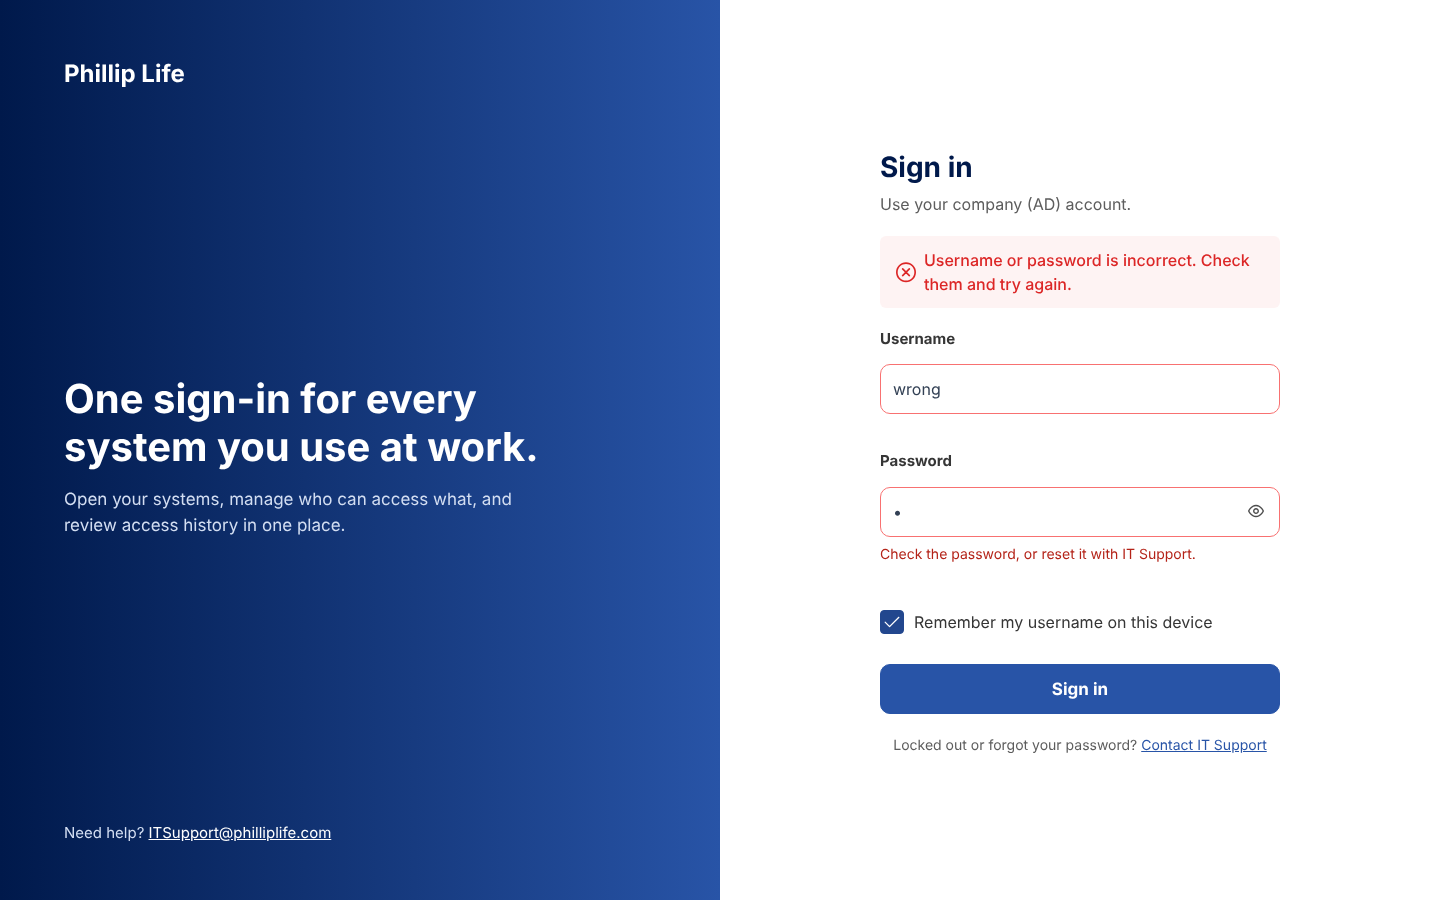 Phillip Life
One sign-in for every
system you use at work.
Open your systems, manage who can access what, and
review access history in one place.
Need help? ITSupport@philliplife.com
Sign in
Use your company (AD) account.
Username or password is incorrect. Check
them and try again.
Username
wrong
Password
•
Check the password, or reset it with IT Support.
Remember my username on this device
Sign in
Locked out or forgot your password? Contact IT Support